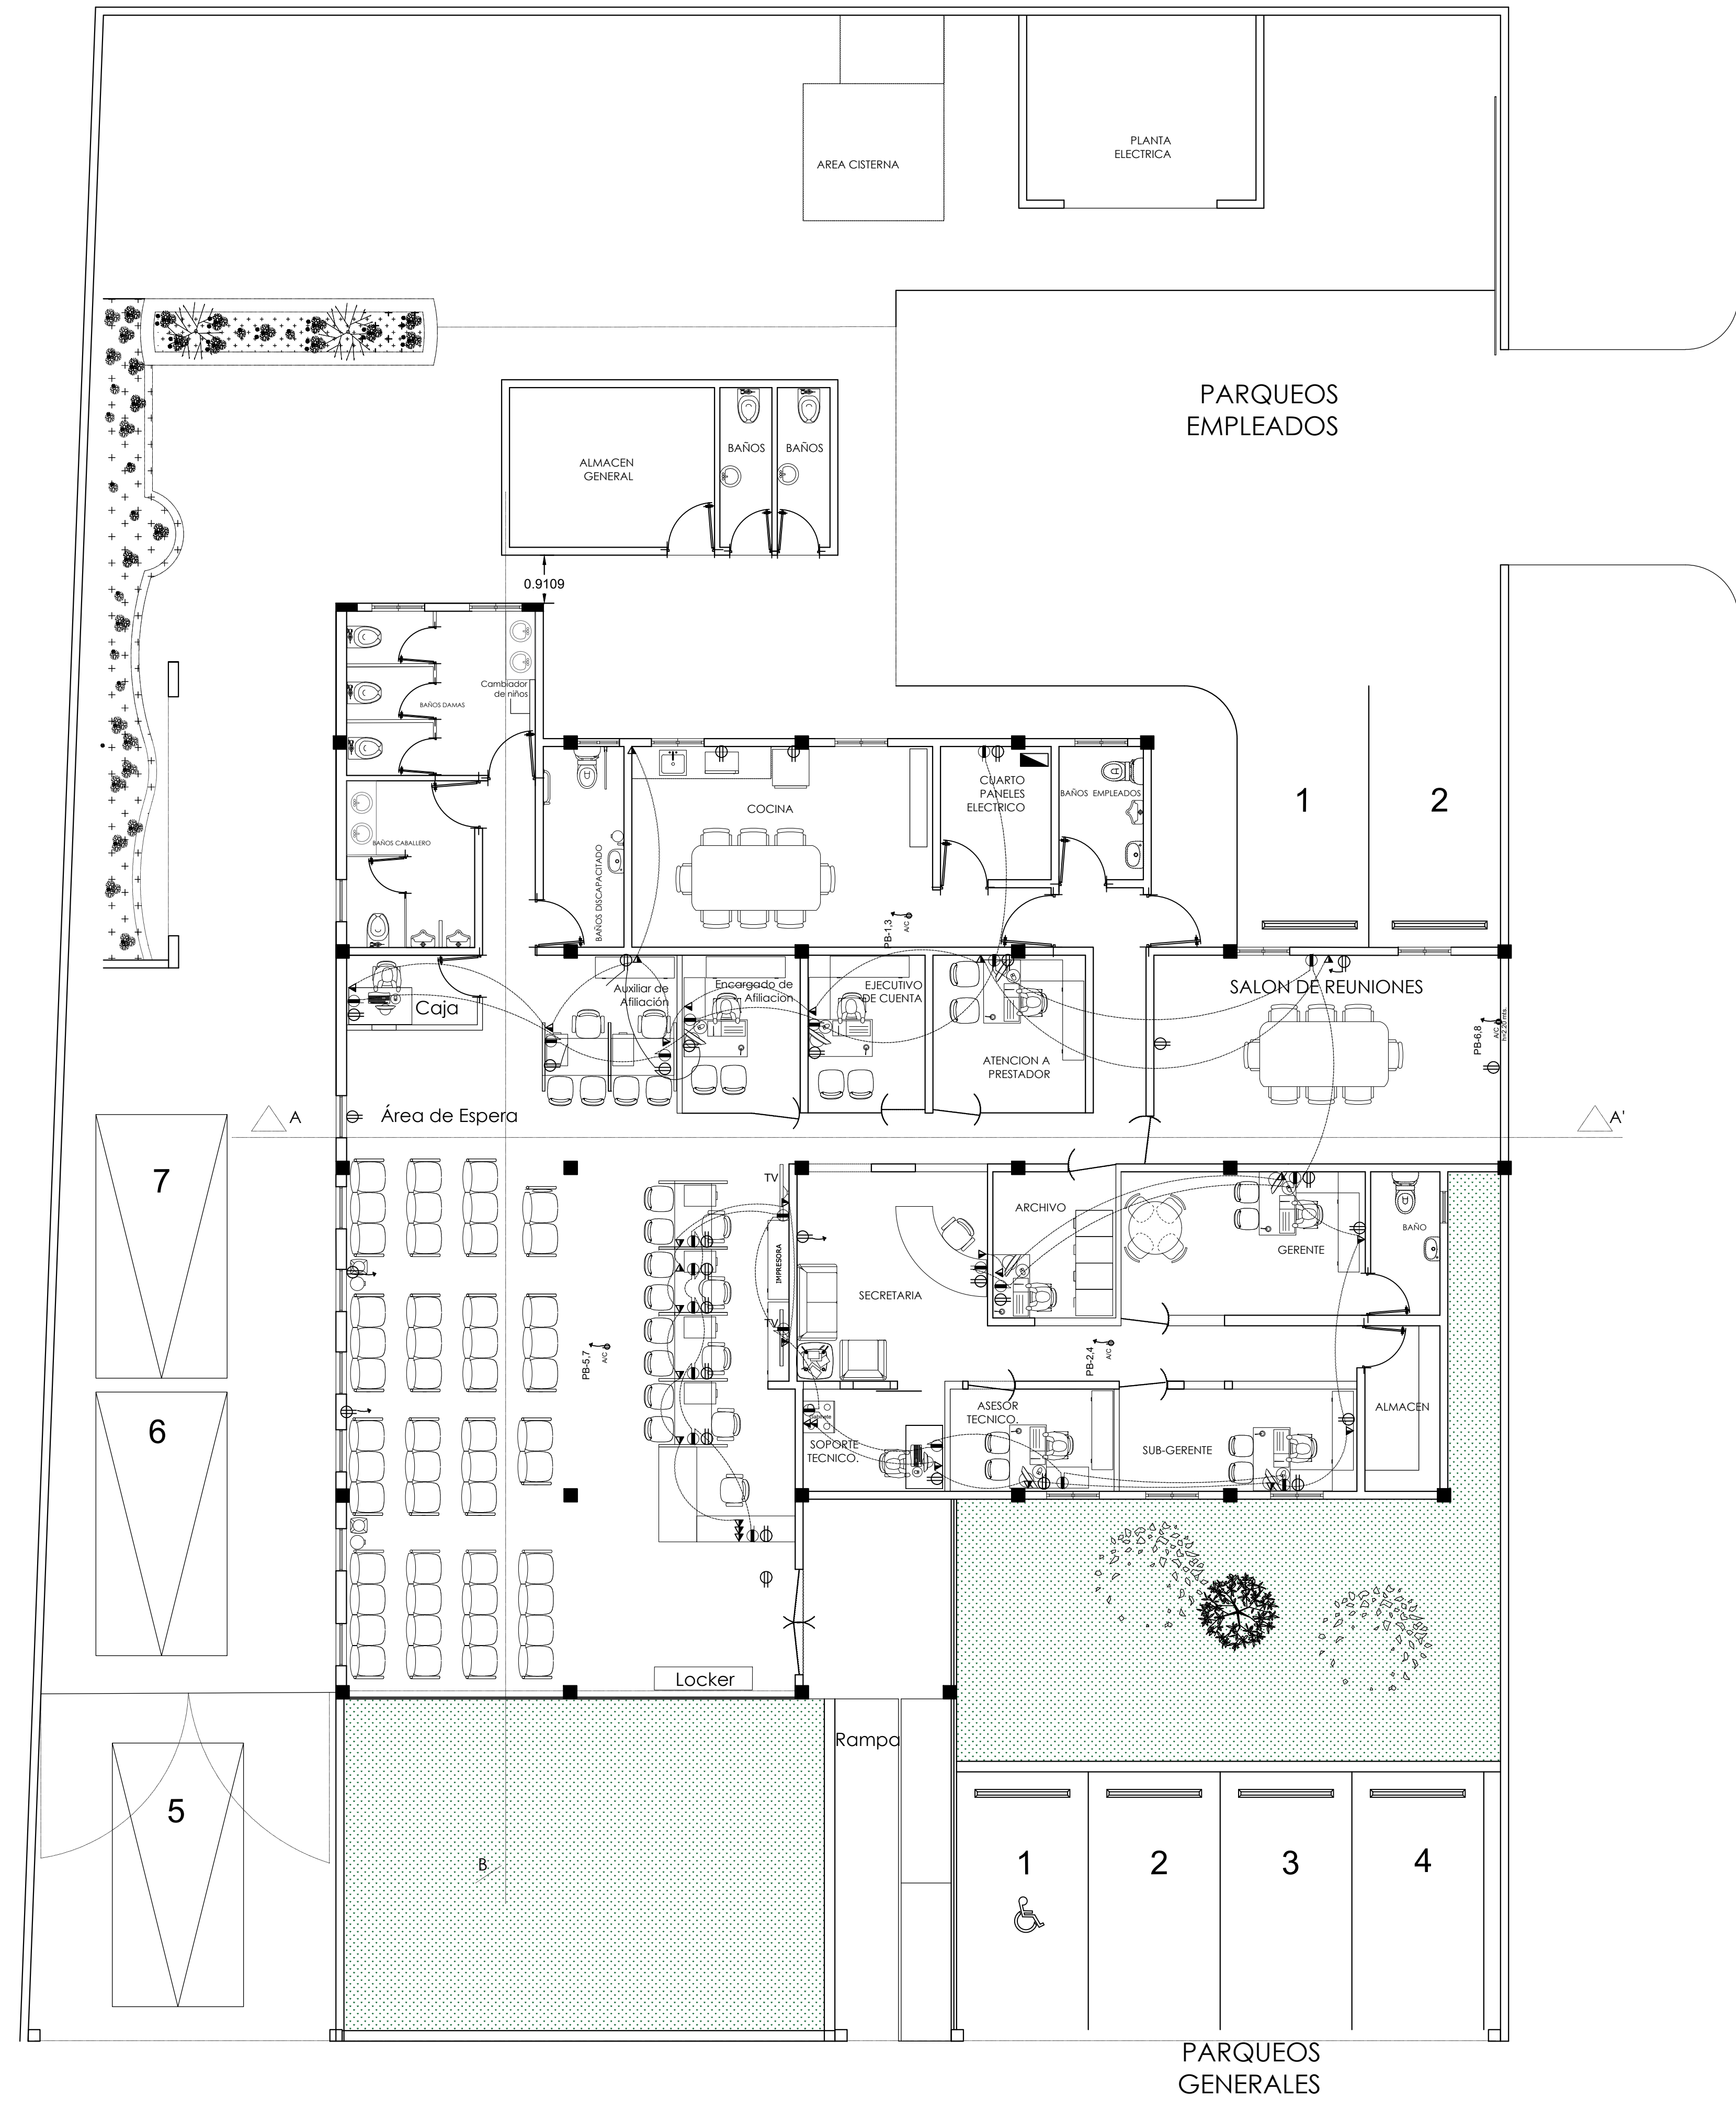 PLANTA
ELECTRICA
AREA CISTERNA
PARQUEOS
EMPLEADOS
ALMACEN
GENERAL
BAÑOS
BAÑOS
0.9109
Cambiador
de niños
BAÑOS DAMAS
BAÑOS CABALLERO
BAÑOS DISCAPACITADO
COCINA
CUARTO
PANELES
ELECTRICO
BAÑOS EMPLEADOS
1
2
PB-1,3
A/C
Caja
Auxiliar de
Afiliación
Encargado de
Afiliación
EJECUTIVO
DE CUENTA
ATENCION A
PRESTADOR
SALON DE REUNIONES
PB-6,8
A/C
h=2.20 mts
A
Área de Espera
A'
7
TV
IMPRESORA
TV
SECRETARIA
ARCHIVO
GERENTE
BAÑO
PB-5,7
A/C
PB-2,4
A/C
6
Gabinete
SOPORTE
TECNICO.
ASESOR
TECNICO.
SUB-GERENTE
ALMACEN
Locker
Rampa
5
B
1
2
3
4
PARQUEOS
GENERALES